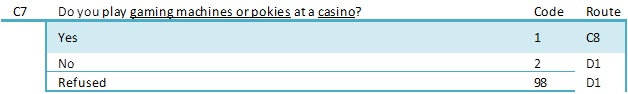 C7 Do you play gaming machines or pokies at a casino? Code Route
Yes 1 C8
No 2 D1
Refused 98 D1